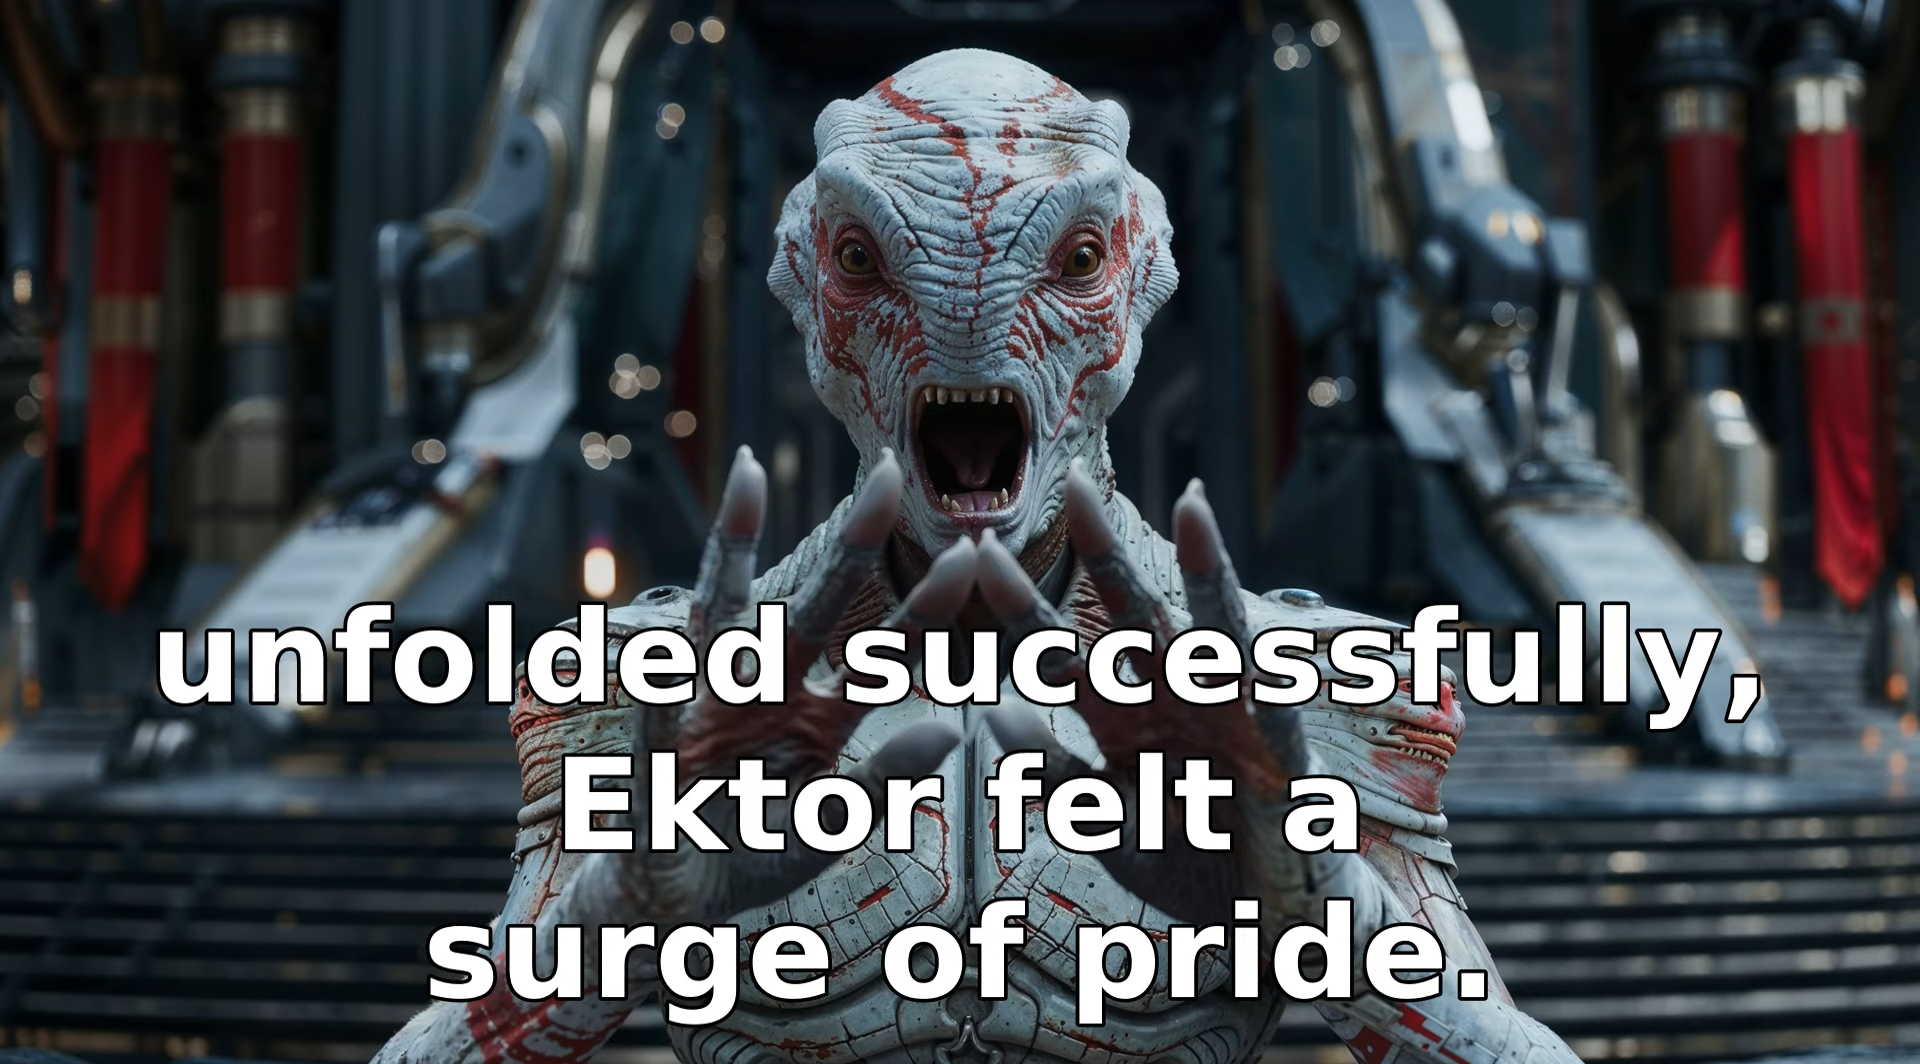 unfolded successfully,
Ektor felt a
surge of pride.